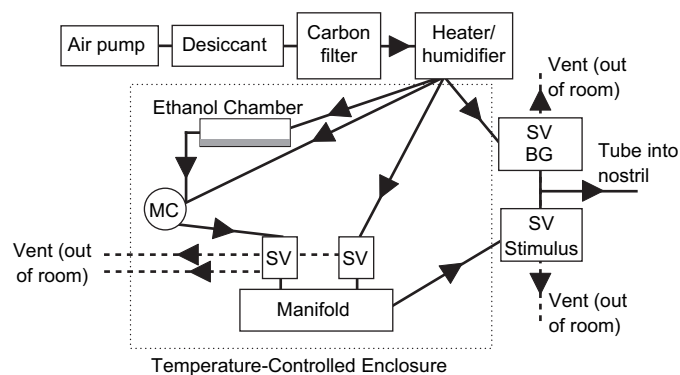 Air pump
Desiccant
Carbon
filter
Heater/
humidifier
Vent (out
of room)
Ethanol Chamber
SV
BG
Tube into
nostril
MC
SV
Stimulus
Vent (out
of room)
SV
SV
Manifold
Vent (out
of room)
Temperature-Controlled Enclosure